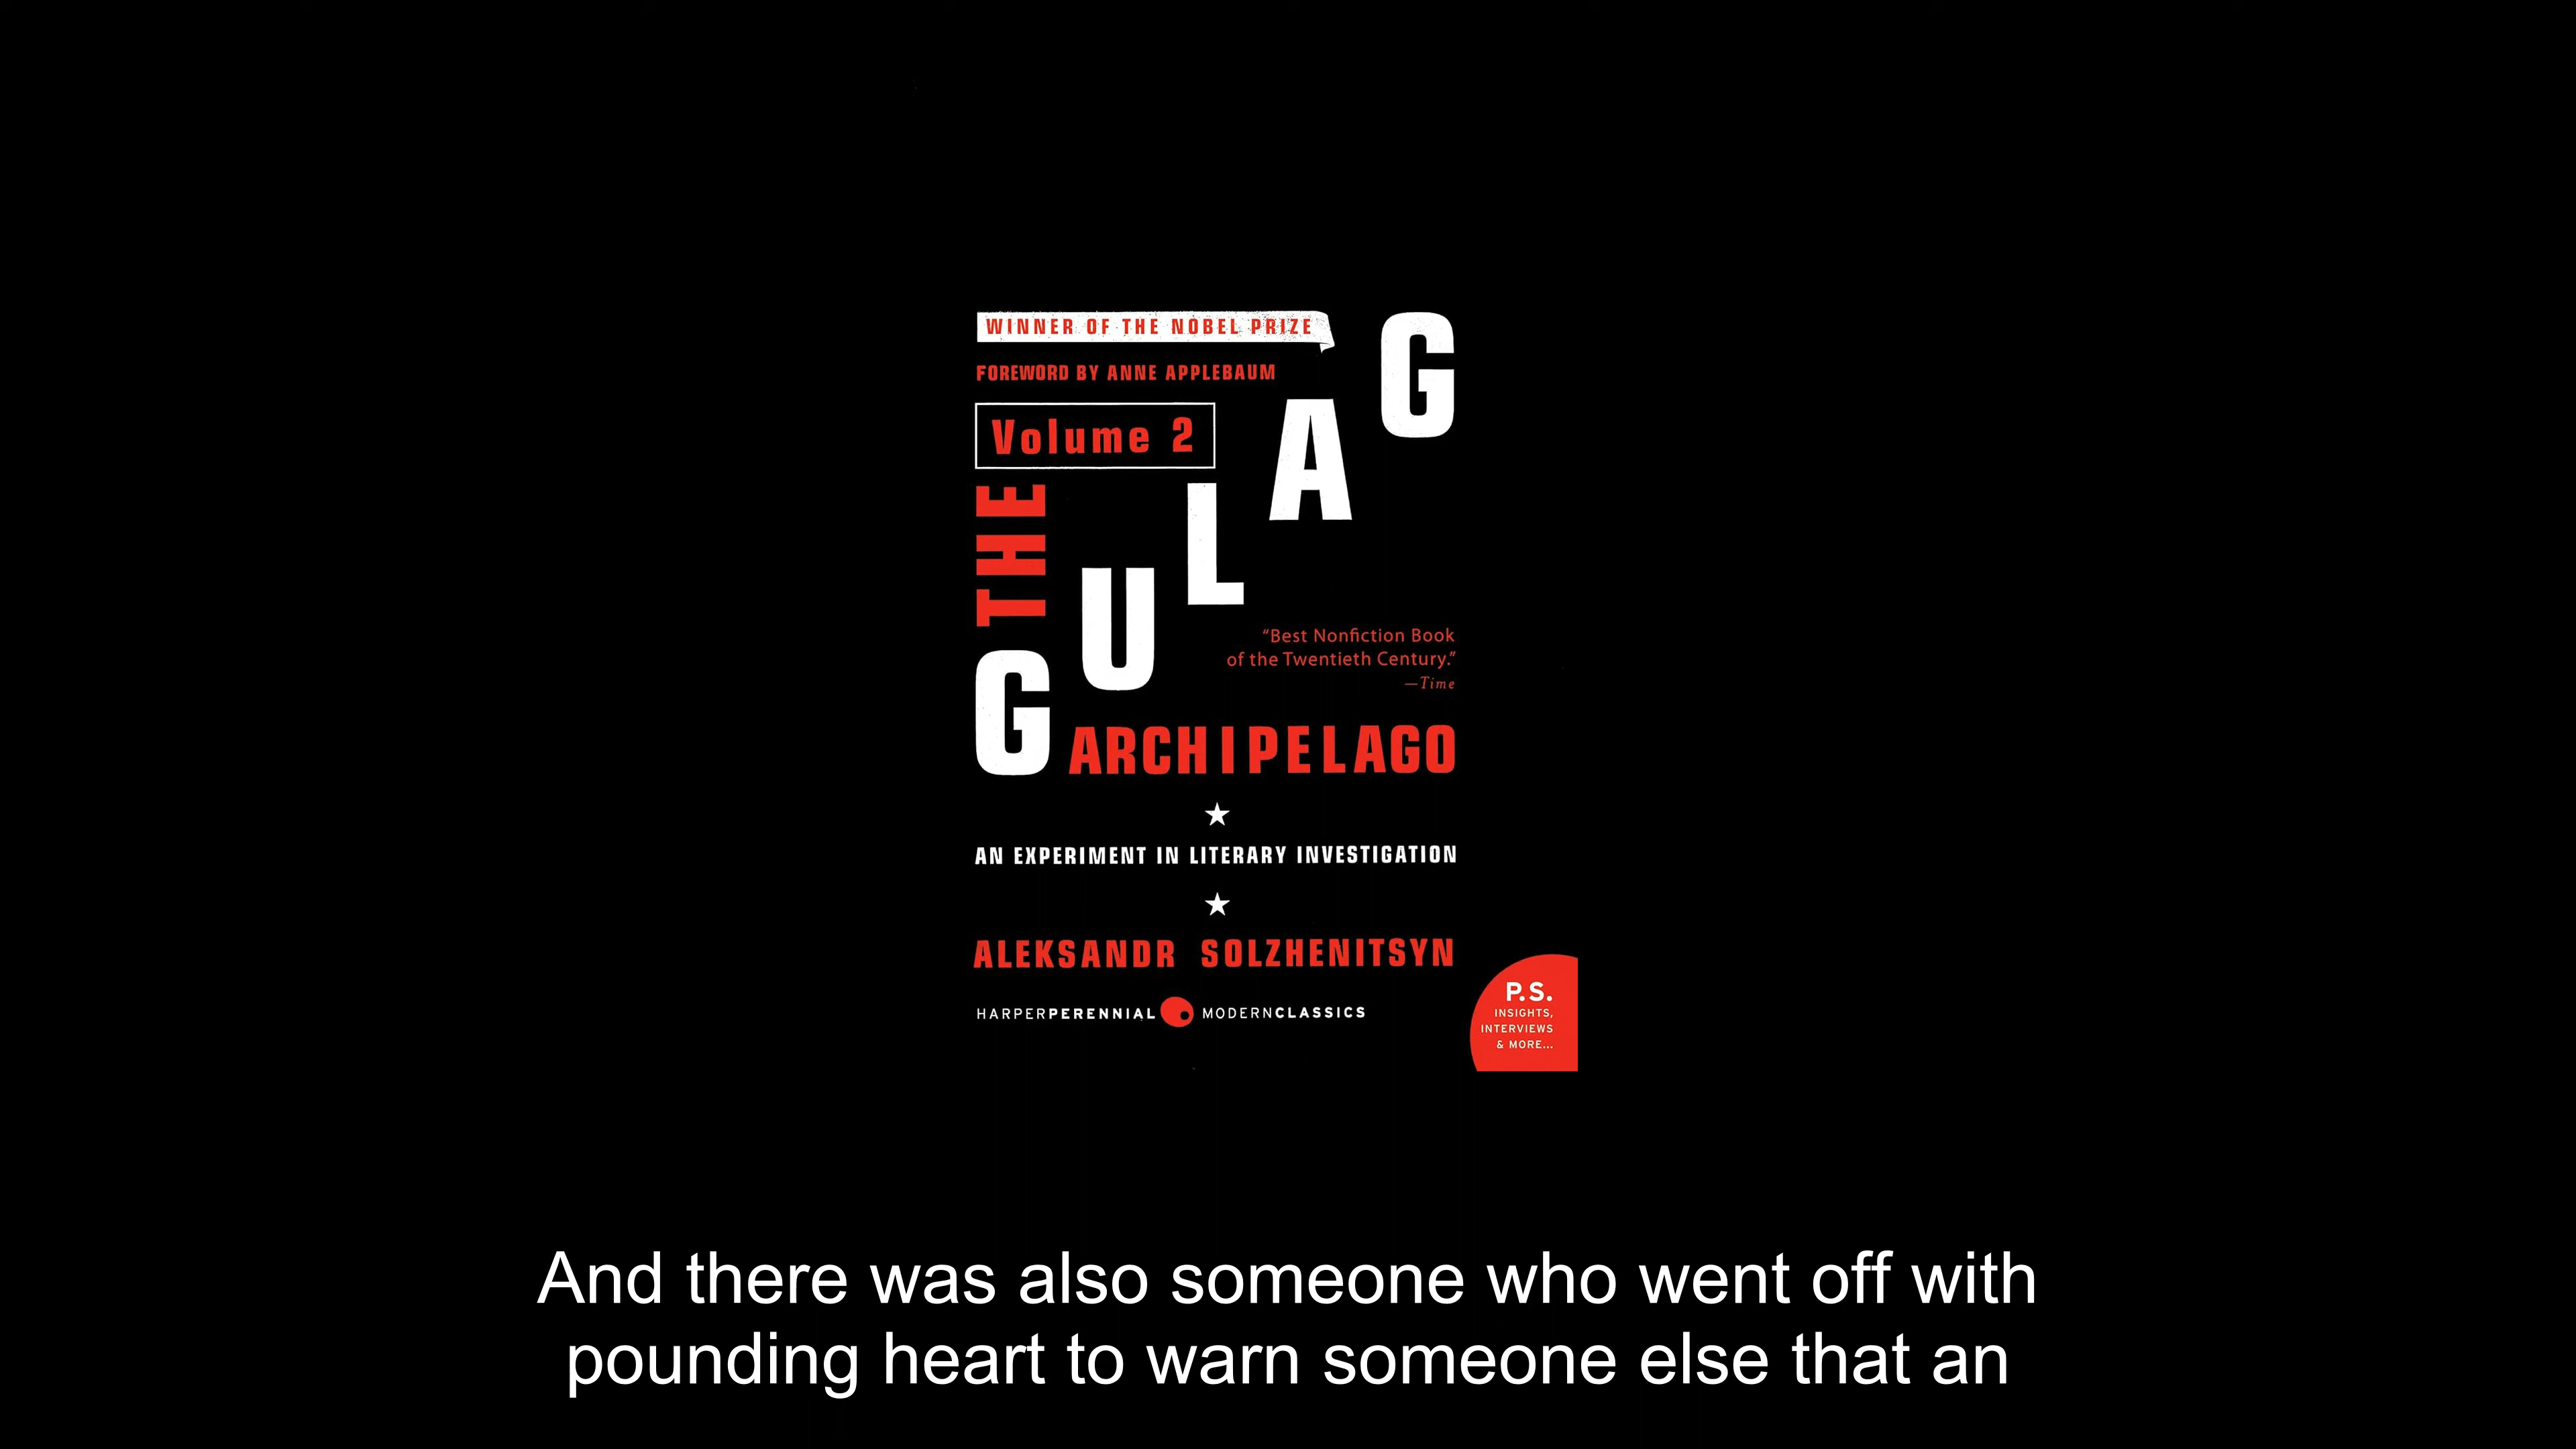 WINNER OF THE NOBEL PRIZE
FOREWORD BY ANNE APPLEBAUM
Volume 2
THE
GULAG
"Best Nonfiction Book
of the Twentieth Century."
—Time
ARCHIPELAGO
AN EXPERIMENT IN LITERARY INVESTIGATION
ALEKSANDR SOLZHENITSYN
HARPERPERENNIAL MODERNCLASSICS
P.S.
INSIGHTS,
INTERVIEWS
& MORE...
And there was also someone who went off with
pounding heart to warn someone else that an